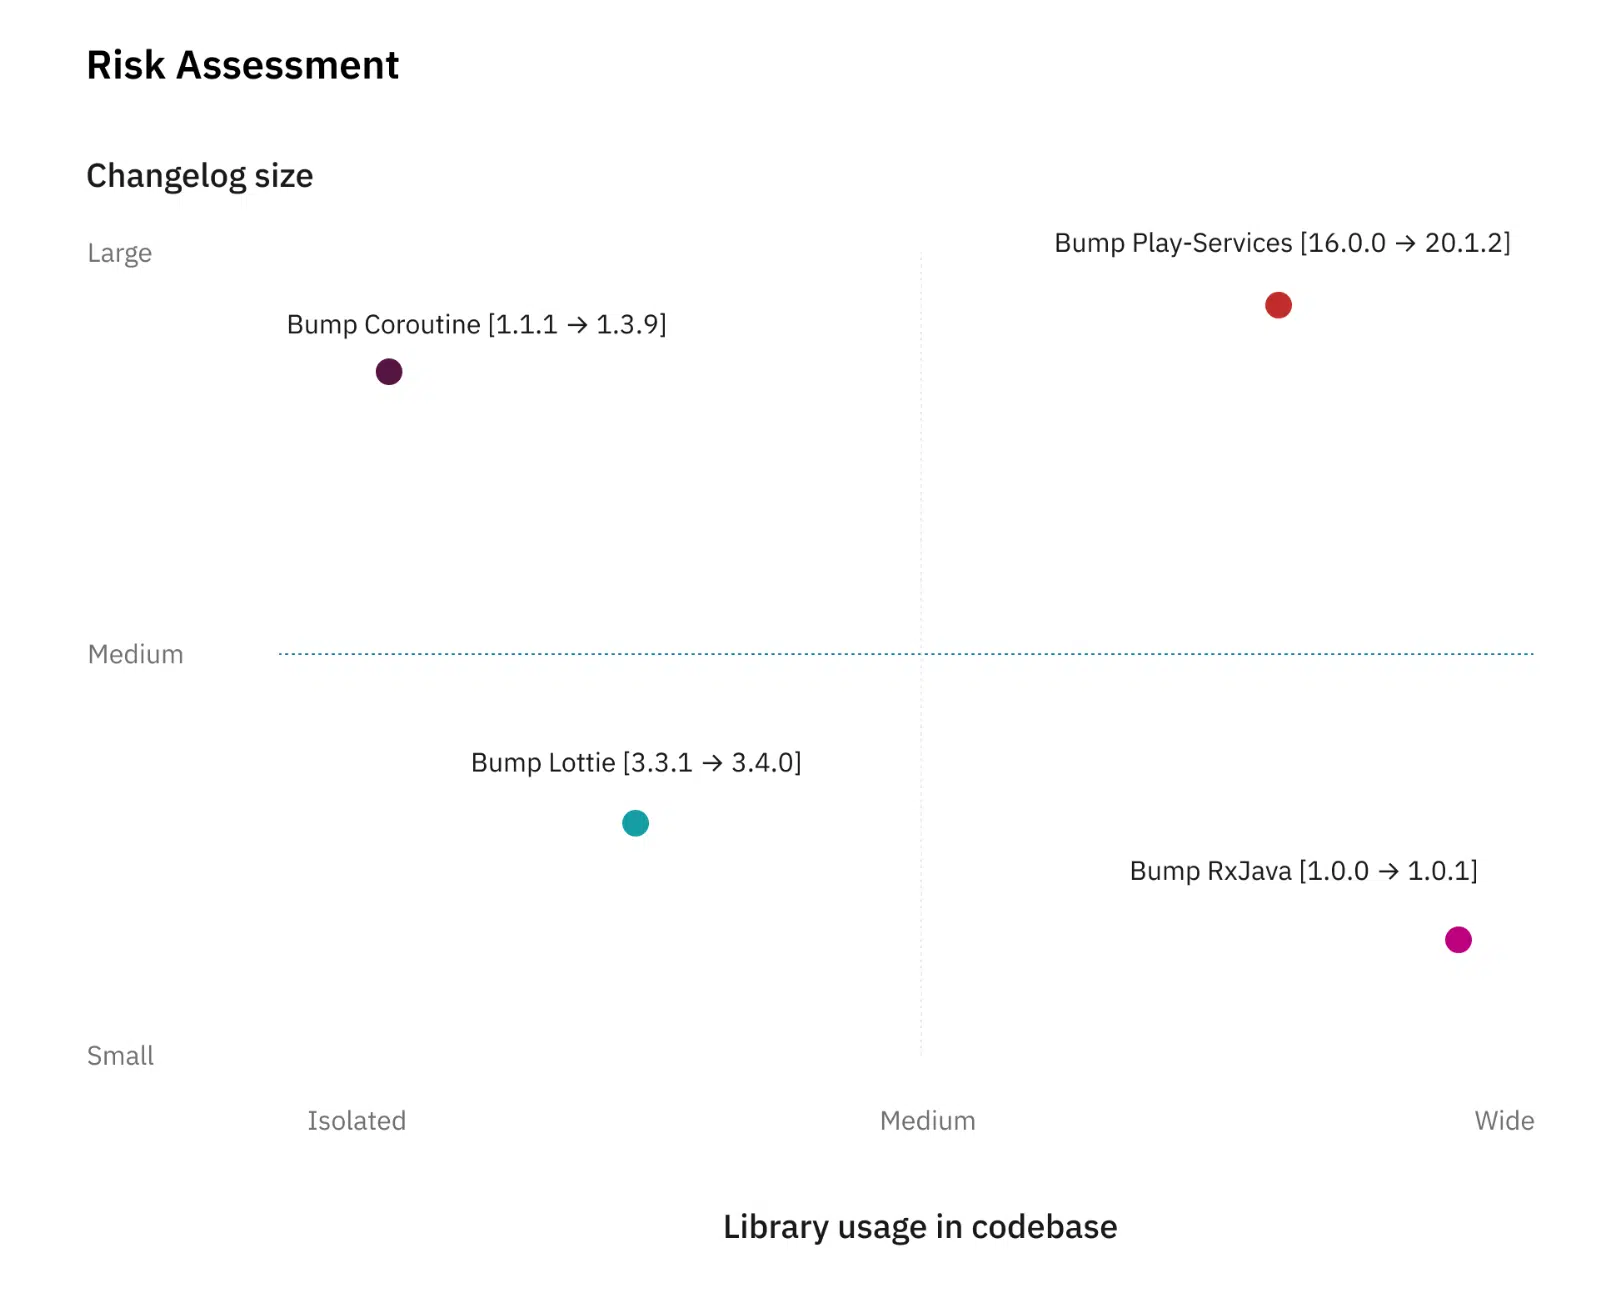 Risk Assessment
Changelog size
Large
Bump Play-Services [16.0.0 → 20.1.2]
Bump Coroutine [1.1.1 → 1.3.9]
Medium
Bump Lottie [3.3.1 → 3.4.0]
Bump RxJava [1.0.0 → 1.0.1]
Small
Isolated
Medium
Wide
Library usage in codebase